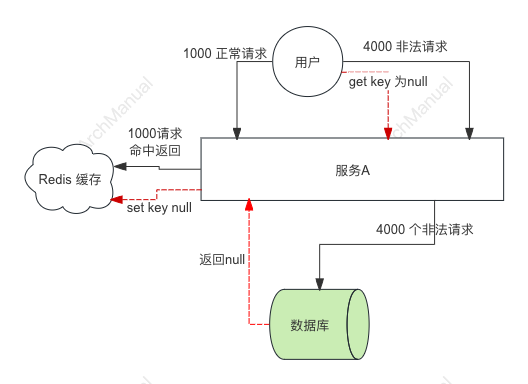 1000 正常请求
用户
4000 非法请求
get key 为null
ArchManual
ArchManual
1000请求
命中返回
服务A
Redis 缓存
set key null
4000 个非法请求
返回null
数据库